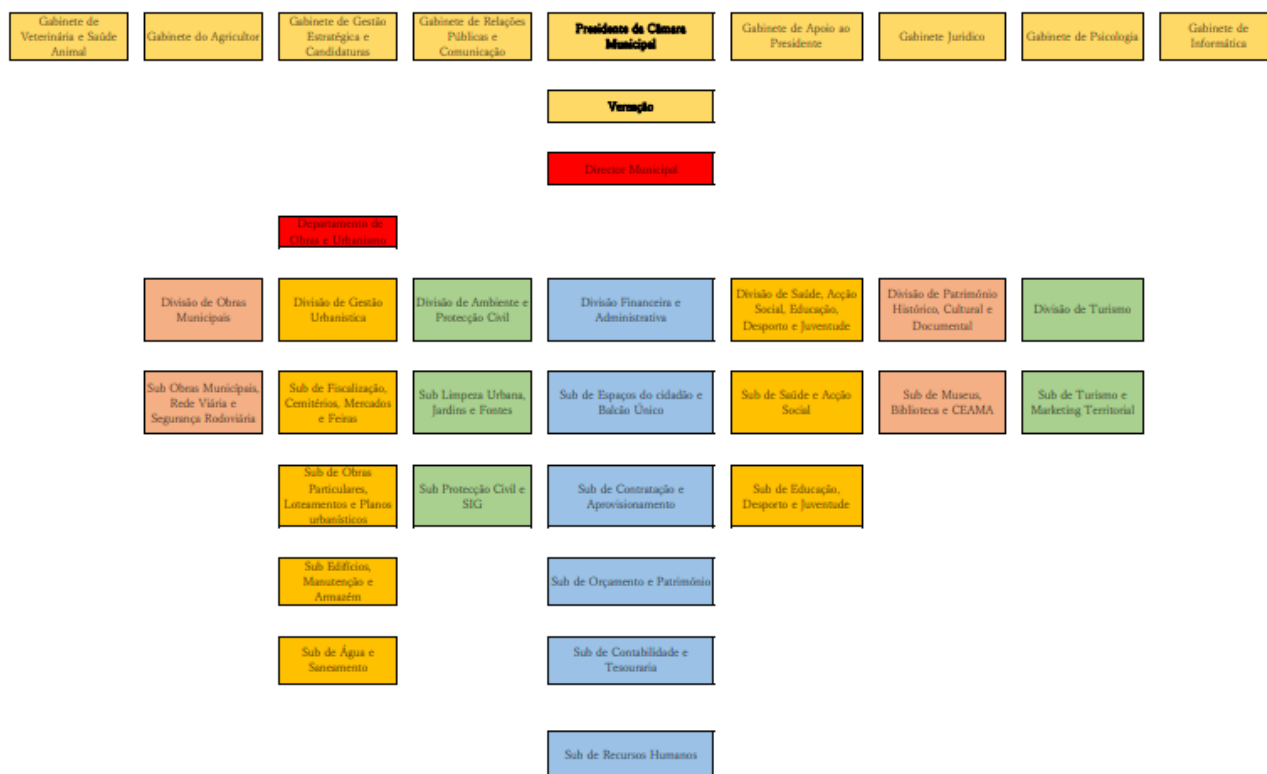 Gabinete de
Veterinária e Saúde
Animal
Gabinete do Agricultor
Gabinete de Gestão
Estratégica e
Candidaturas
Gabinete de Relações
Públicas e
Comunicação
Presidente da Câmara
Municipal
Gabinete de Apoio ao
Presidente
Gabinete Jurídico
Gabinete de Psicologia
Gabinete de
Informática
Vereação
Director Municipal
Departamento de
Obras e Urbanismo
Divisão de Obras
Municipais
Divisão de Gestão
Urbanística
Divisão de Ambiente e
Protecção Civil
Divisão Financeira e
Administrativa
Divisão de Saúde, Acção
Social, Educação,
Desporto e Juventude
Divisão de Património
Histórico, Cultural e
Documental
Divisão de Turismo
Sub Obras Municipais,
Rede Viária e
Segurança Rodoviária
Sub de Fiscalização,
Cemitérios, Mercados
e Feiras
Sub Limpeza Urbana,
Jardins e Fontes
Sub de Espaços do cidadão e
Balcão Único
Sub de Saúde e Acção
Social
Sub de Museus,
Biblioteca e CEAMA
Sub de Turismo e
Marketing Territorial
Sub de Obras
Particulares,
Loteamentos e Planos
urbanísticos
Sub Protecção Civil e
SIG
Sub de Contratação e
Aprovisionamento
Sub de Educação,
Desporto e Juventude
Sub Edifícios,
Manutenção e
Armazém
Sub de Orçamento e Património
Sub de Água e
Saneamento
Sub de Contabilidade e
Tesouraria
Sub de Recursos Humanos